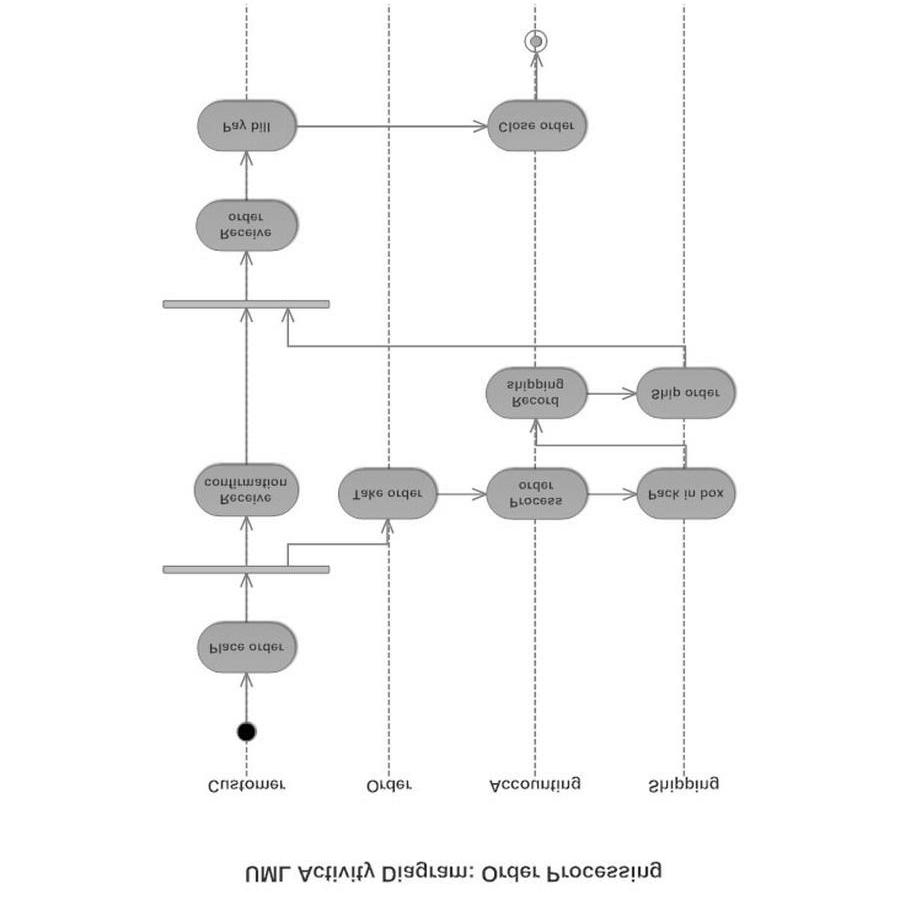 UML Activity Diagram: Order Processing
Customer
Order
Accounting
Shipping
Place order
Receive
confirmation
Take order
Process
order
Pack in box
Record
shipping
Ship order
Receive
order
Pay bill
Close order